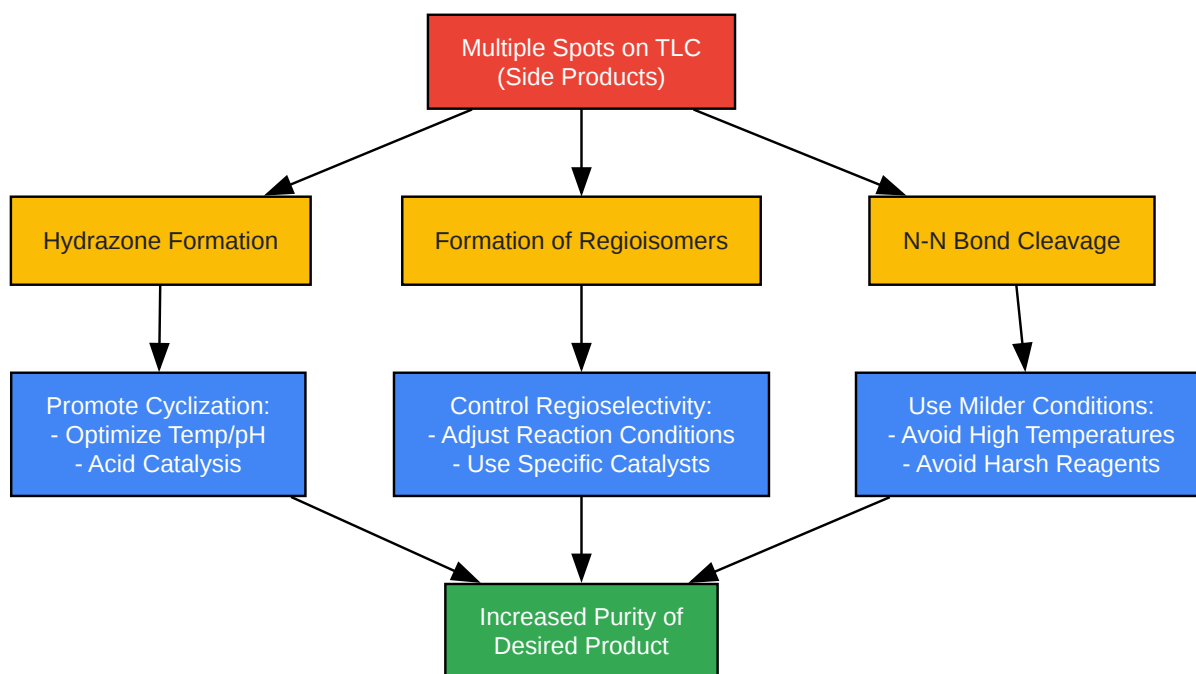 Multiple Spots on TLC
(Side Products)
Hydrazone Formation
Formation of Regioisomers
N-N Bond Cleavage
Promote Cyclization:
- Optimize Temp/pH
- Acid Catalysis
Control Regioselectivity:
- Adjust Reaction Conditions
- Use Specific Catalysts
Use Milder Conditions:
- Avoid High Temperatures
- Avoid Harsh Reagents
Increased Purity of
Desired Product